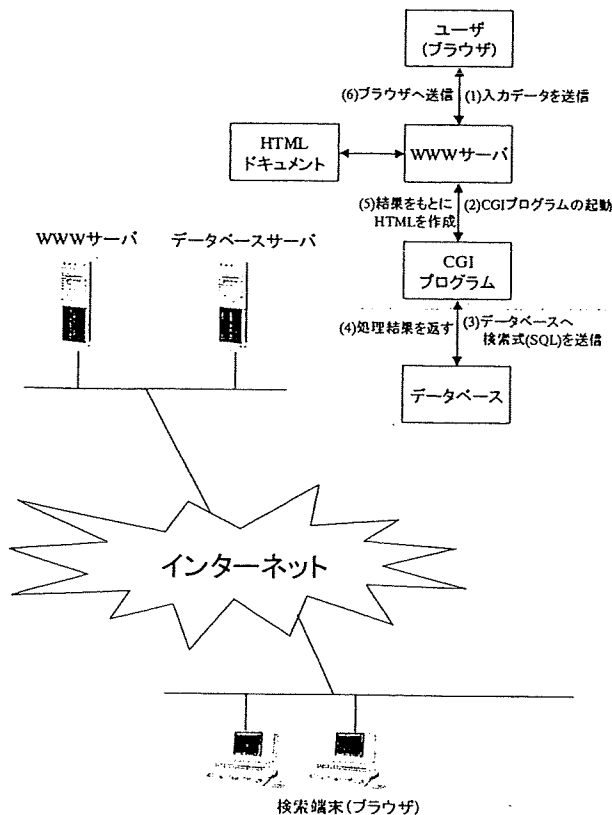 ユーザ
(ブラウザ)
(6)ブラウザへ送信
(1)入力データを送信
HTML
ドキュメント
WWWサーバ
(5)結果をもとに
HTMLを作成
(2)CGIプログラムの起動
WWWサーバ
データベースサーバ
CGI
プログラム
(4)処理結果を返す
(3)データベースへ
検索式(SQL)を送信
データベース
インターネット
検索端末(ブラウザ)